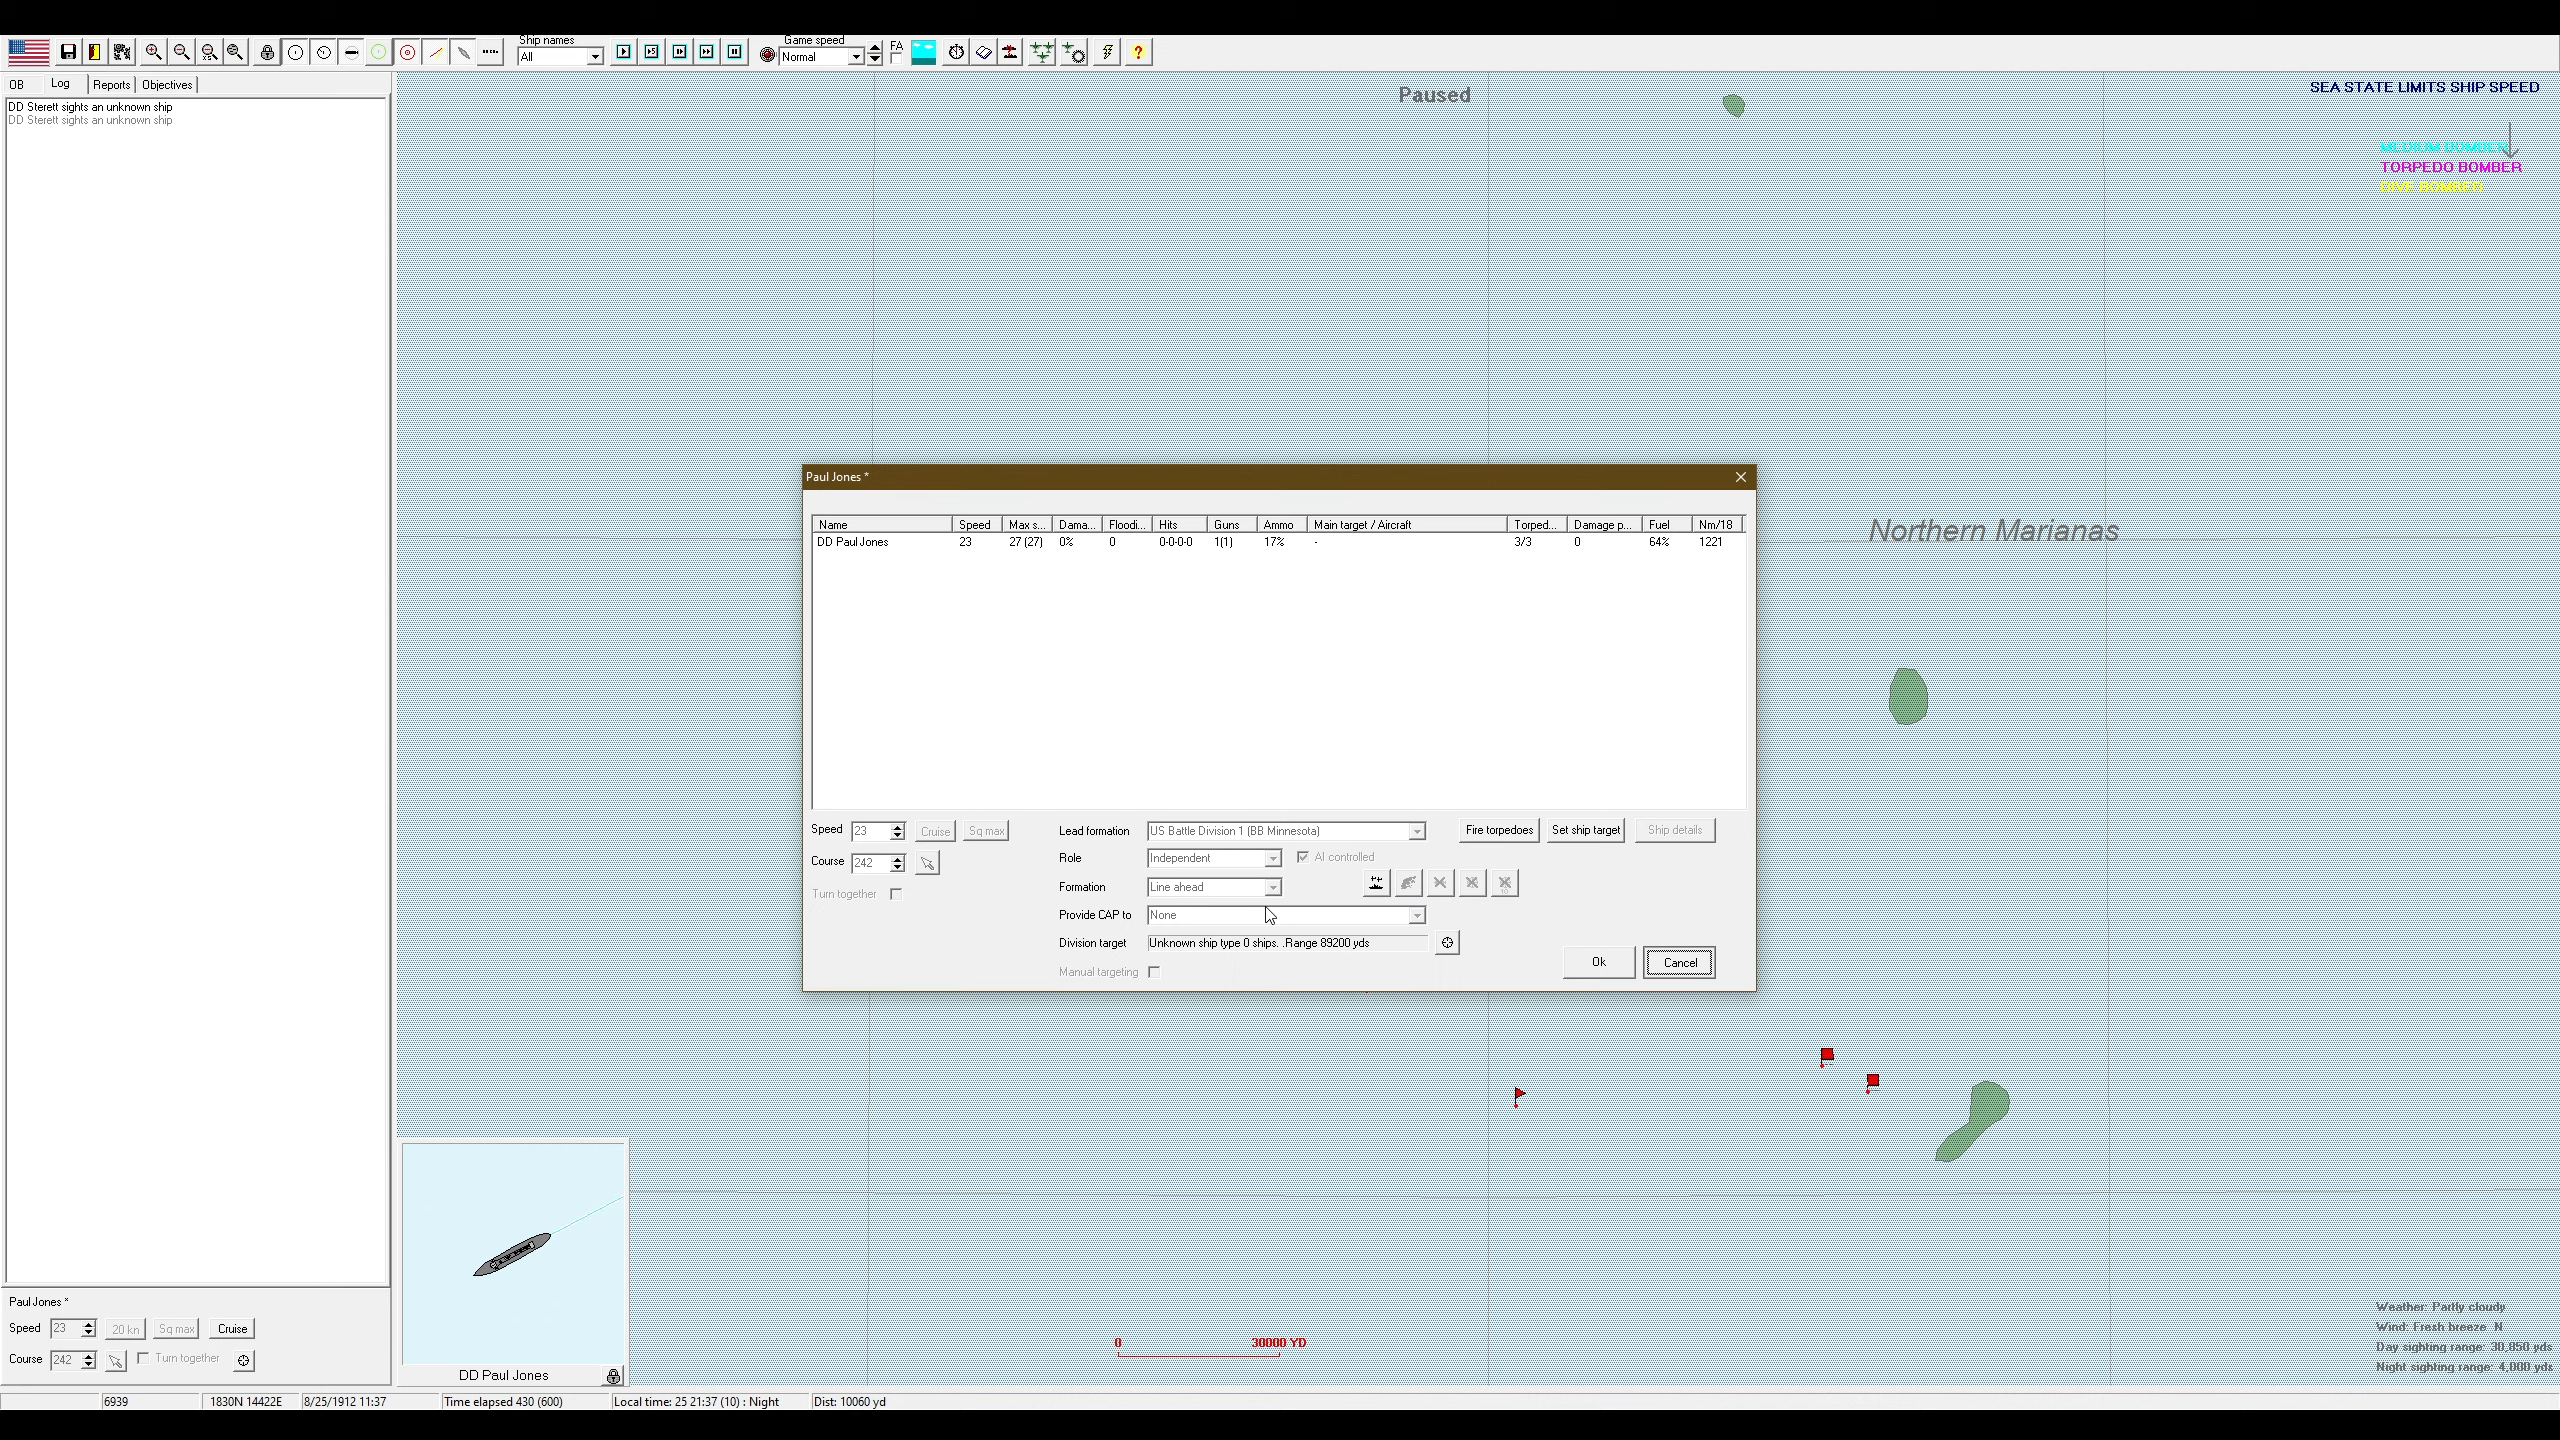 Ship names
Game speed
All
Normal
FA
OB
Log
Reports
Objectives
DD Sterett sights an unknown ship
DD Sterett sights an unknown ship
Paused
SEA STATE LIMITS SHIP SPEED
MEDIUM BOMBER
TORPEDO BOMBER
DIVE BOMBER
Northern Marianas
Paul Jones *
Name Speed Max s... Dama... Floodi... Hits Guns Ammo Main target / Aircraft Torped... Damage p... Fuel Nm/18
DD Paul Jones 23 27 (27) 0% 0 0-0-0-0 1(1) 17% - 3/3 0 64% 1221
Speed 23 Cruise Sq max
Course 242
Turn together
Lead formation US Battle Division 1 (BB Minnesota)
Role Independent AI controlled
Formation Line ahead
Provide CAP to None
Division target Unknown ship type 0 ships. .Range 89200 yds
Manual targeting
Fire torpedoes Set ship target Ship details
Ok Cancel
Paul Jones *
Speed 23 20 kn Sq max Cruise
Course 242 Turn together
DD Paul Jones
0 30000 YD
Weather: Partly cloudy
Wind: Fresh breeze N
Day sighting range: 30,850 yds
Night sighting range: 4,000 yds
6939 1830N 14422E 8/25/1912 11:37 Time elapsed 430 (600) Local time: 25 21:37 (10) : Night Dist: 10060 yd